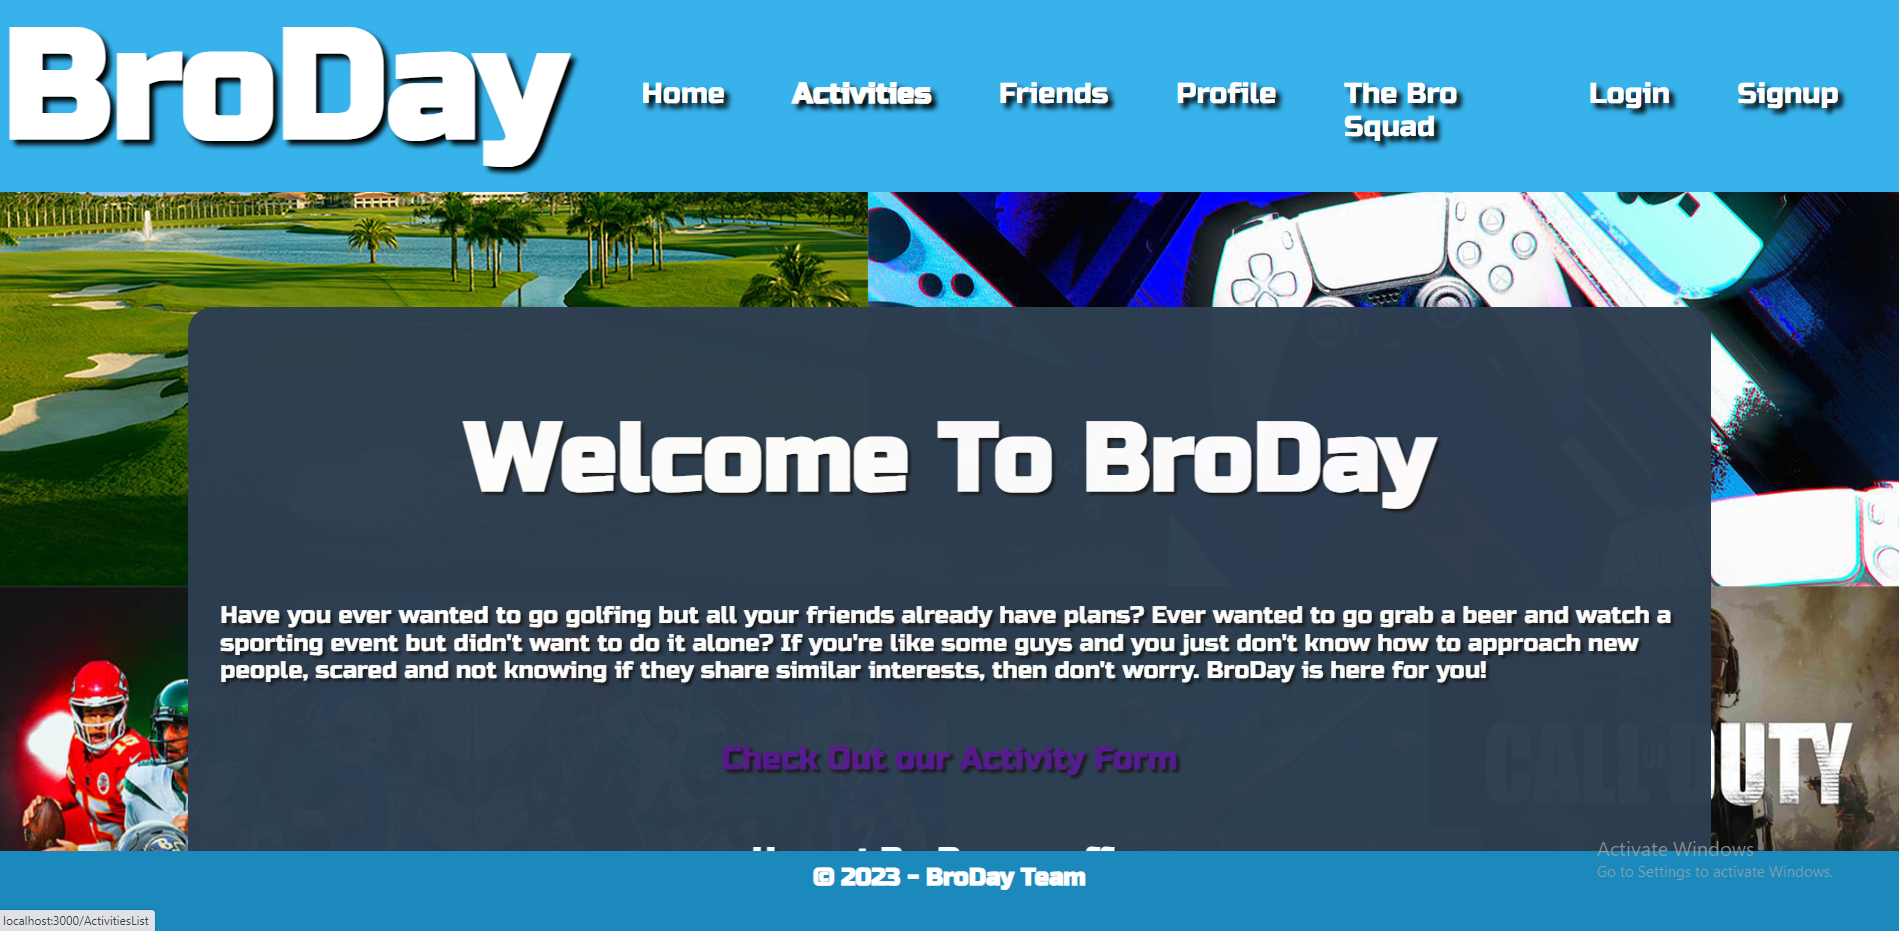 BroDay
Home
Activities
Friends
Profile
The Bro
Squad
Login
Signup
Welcome To BroDay
Have you ever wanted to go golfing but all your friends already have plans? Ever wanted to go grab a beer and watch a
sporting event but didn't want to do it alone? If you're like some guys and you just don't know how to approach new
people, scared and not knowing if they share similar interests, then don't worry. BroDay is here for you!
Check Out our Activity Form
CALL OF DUTY
15
© 2023 - BroDay Team
Activate Windows
Go to Settings to activate Windows.
localhost:3000/ActivitiesList